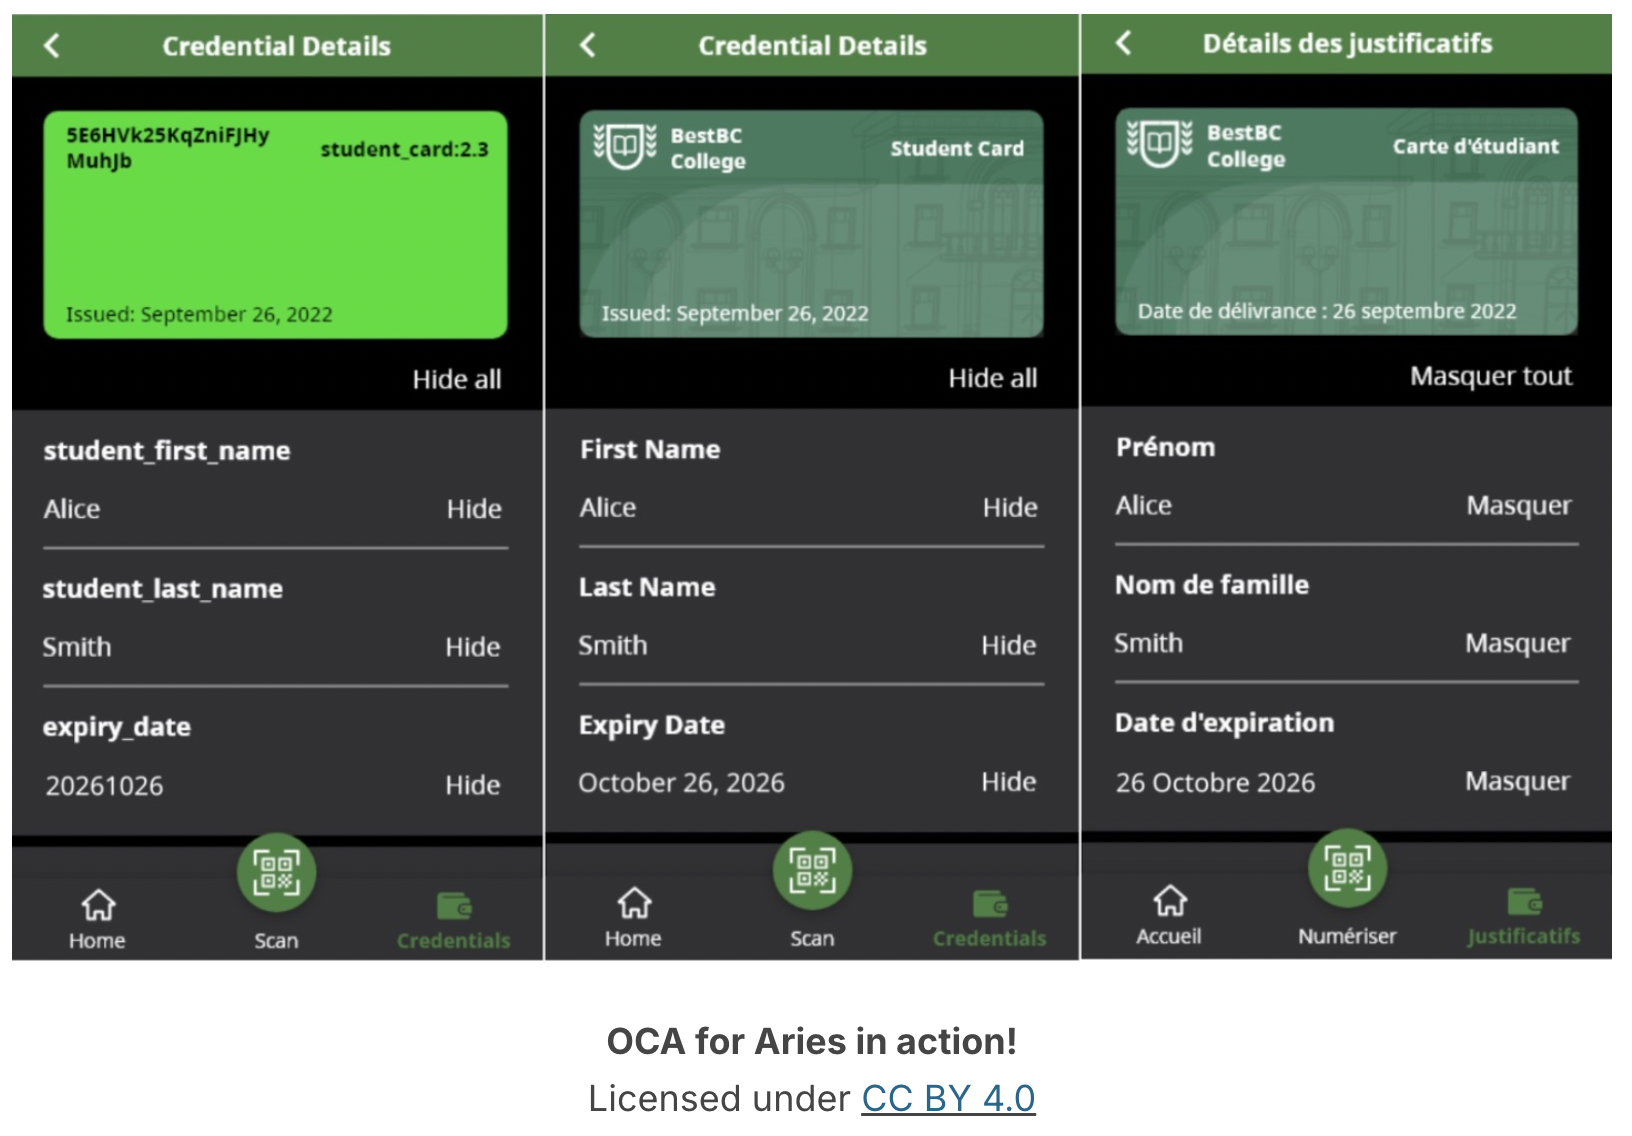 Credential Details
5E6HVk25KqZniFJHy
MuhJb
student_card:2.3
Issued: September 26, 2022
Hide all
student_first_name
Alice Hide
student_last_name
Smith Hide
expiry_date
20261026 Hide
Home Scan Credentials
Credential Details
BestBC
College
Student Card
Issued: September 26, 2022
Hide all
First Name
Alice Hide
Last Name
Smith Hide
Expiry Date
October 26, 2026 Hide
Home Scan Credentials
Détails des justificatifs
BestBC
College
Carte d'étudiant
Date de délivrance : 26 septembre 2022
Masquer tout
Prénom
Alice Masquer
Nom de famille
Smith Masquer
Date d'expiration
26 Octobre 2026 Masquer
Accueil Numériser Justificatifs
OCA for Aries in action!
Licensed under CC BY 4.0